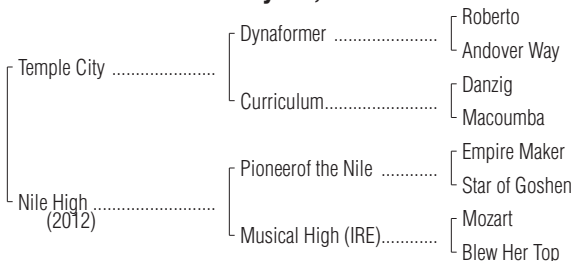 Roberto
Dynaformer ....................
Andover Way
Temple City ....................
Danzig
Curriculum......................
Macoumba
Empire Maker
Pioneerof the Nile ............
Star of Goshen
Nile High .......................
(2012)
Mozart
Musical High (IRE)............
Blew Her Top